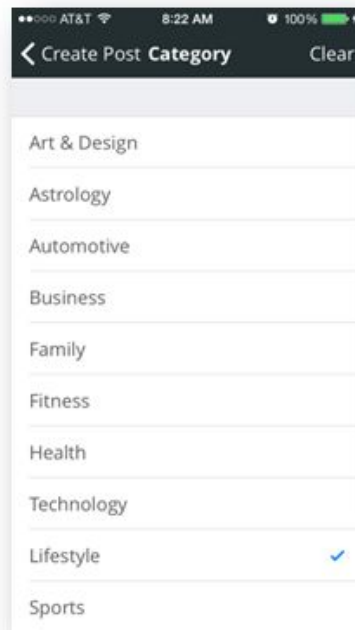 AT&T 8:22 AM 100%
Create Post Category Clear
Art & Design
Astrology
Automotive
Business
Family
Fitness
Health
Technology
Lifestyle
Sports